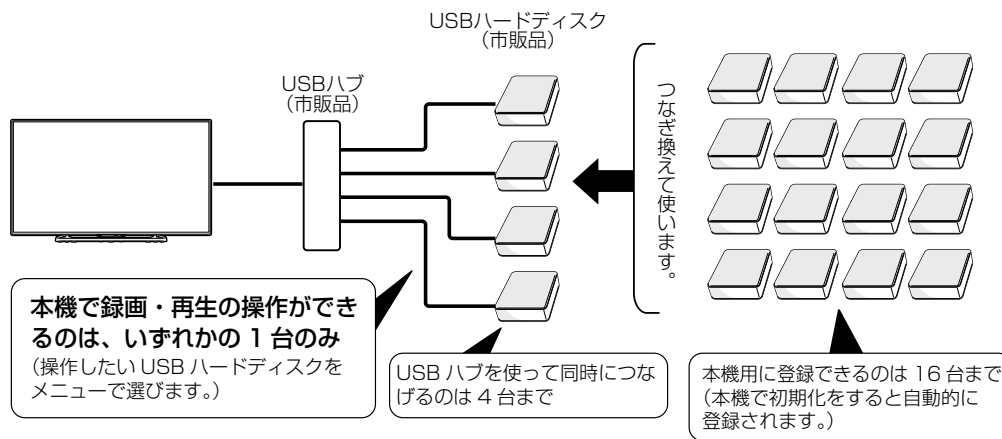 USBハードディスク
（市販品）
USBハブ
（市販品）
つなぎ換えて使います。
本機で録画・再生の操作ができ
るのは、いずれかの 1 台のみ
（操作したい USB ハードディスクを
メニューで選びます。）
USB ハブを使って同時につな
げるのは 4 台まで
本機用に登録できるのは 16 台まで
（本機で初期化をすると自動的に
登録されます。）